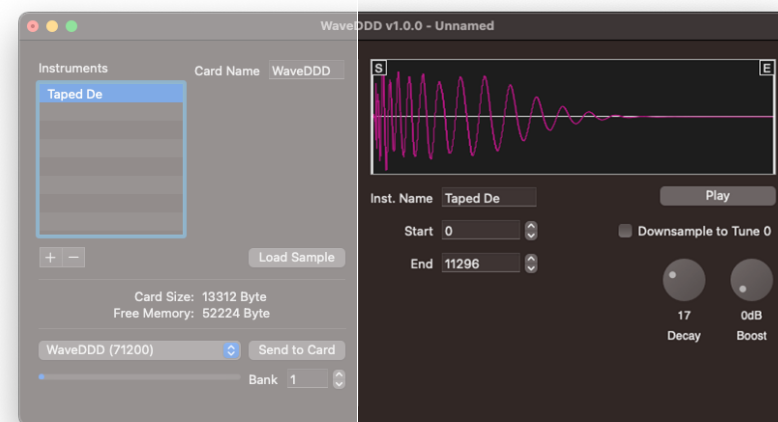 WaveDDD v1.0.0 - Unnamed
Instruments
Card Name WaveDDD
Taped De
+ −
Load Sample
Card Size: 13312 Byte
Free Memory: 52224 Byte
WaveDDD (71200)
Send to Card
Bank 1
S
E
Inst. Name Taped De
Play
Start 0
Downsample to Tune 0
End 11296
17
0dB
Decay
Boost